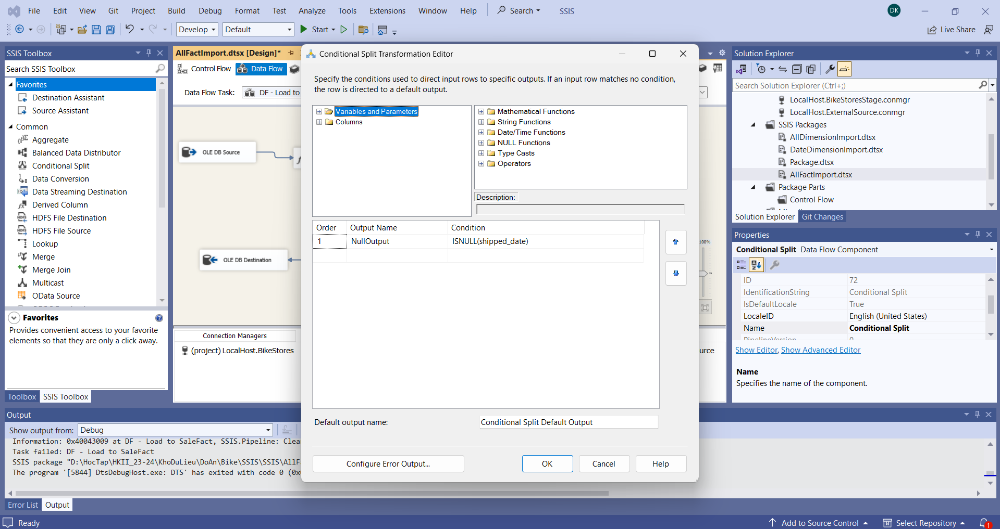 File Edit View Git Project Build Debug Format Test Analyze Tools Extensions Window Help Search SSIS DK
Develop Default Start Live Share
SSIS Toolbox
Search SSIS Toolbox
Favorites
Destination Assistant
Source Assistant
Common
Aggregate
Balanced Data Distributor
Conditional Split
Data Conversion
Data Streaming Destination
Derived Column
HDFS File Destination
HDFS File Source
Lookup
Merge
Merge Join
Multicast
OData Source
Favorites
Provides convenient access to your favorite
elements so that they are only a click away.
Toolbox SSIS Toolbox
AllFactImport.dtsx [Design]*
Control Flow Data Flow
Data Flow Task: DF - Load to
OLE DB Source
OLE DB Destination
100%
Connection Managers
(project) LocalHost.BikeStores
urce
Conditional Split Transformation Editor
Specify the conditions used to direct input rows to specific outputs. If an input row matches no condition,
the row is directed to a default output.
Variables and Parameters
Columns
Mathematical Functions
String Functions
Date/Time Functions
NULL Functions
Type Casts
Operators
Description:
Order Output Name Condition
1 NullOutput ISNULL(shipped_date)
Default output name: Conditional Split Default Output
Configure Error Output... OK Cancel Help
Solution Explorer
Search Solution Explorer (Ctrl+;)
LocalHost.BikeStoresStage.conmgr
LocalHost.ExternalSource.conmgr
SSIS Packages
AllDimensionImport.dtsx
DateDimensionImport.dtsx
Package.dtsx
AllFactImport.dtsx
Package Parts
Control Flow
Solution Explorer Git Changes
Properties
Conditional Split Data Flow Component
ID 72
IdentificationString Conditional Split
IsDefaultLocale True
LocaleID English (United States)
Name Conditional Split
PipelineVersion 0
Show Editor, Show Advanced Editor
Name
Specifies the name of the component.
Output
Show output from: Debug
Information: 0x40043009 at DF - Load to SaleFact, SSIS.Pipeline: Clea
Task failed: DF - Load to SaleFact
SSIS package "D:\HocTap\HKII_23-24\KhoDuLieu\DoAn\Bike\SSIS\SSIS\AllFa
The program '[5844] DtsDebugHost.exe: DTS' has exited with code 0 (0x
Error List Output
Ready Add to Source Control Select Repository 1